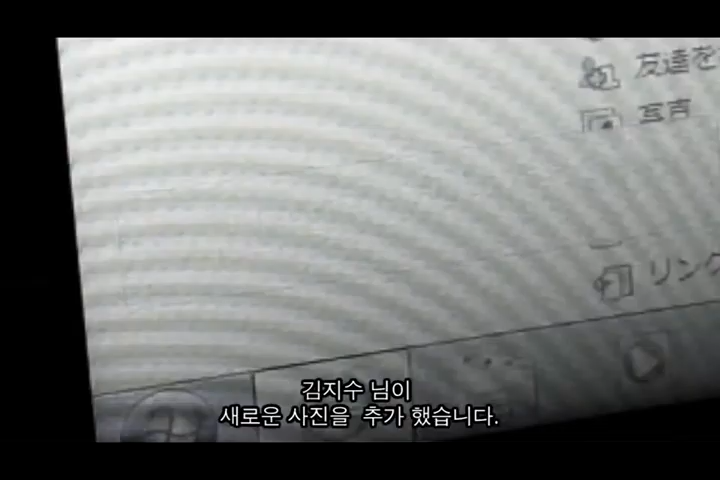 友達を
写真
リンク
김지수 님이
새로운 사진을 추가 했습니다.